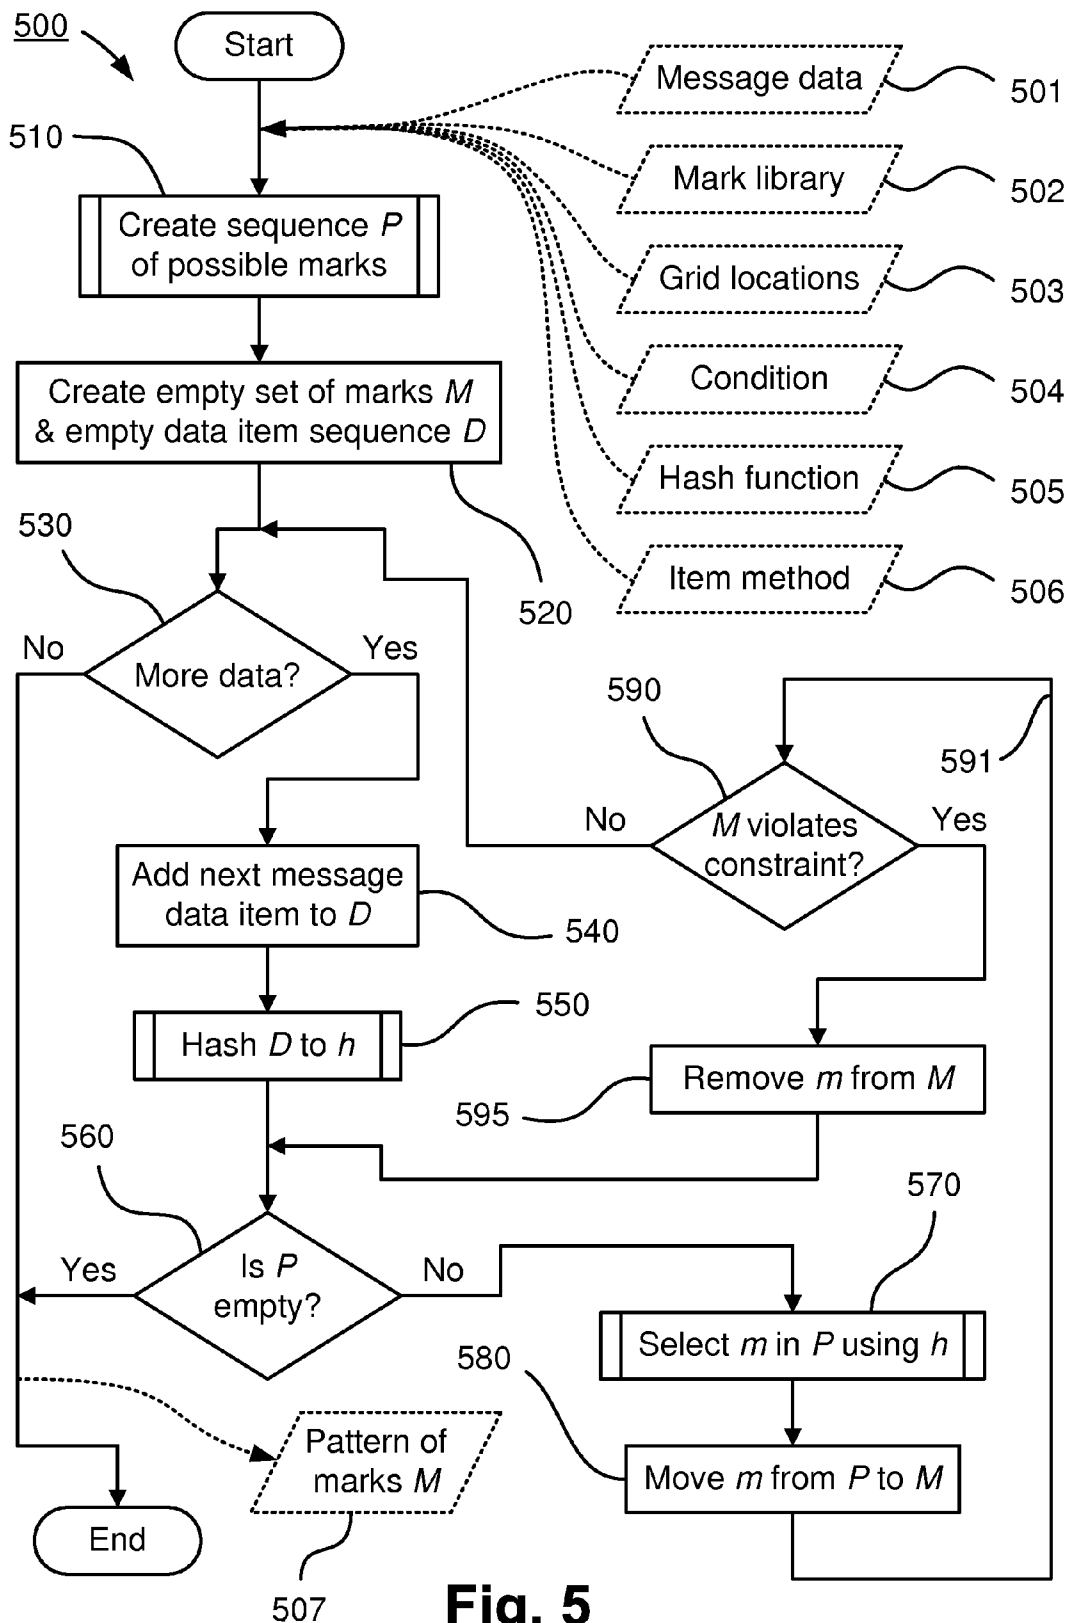 500
Start
Message data
501
510
Mark library
502
Create sequence P
of possible marks
Grid locations
503
Create empty set of marks M
& empty data item sequence D
Condition
504
Hash function
505
530
520
Item method
506
No
Yes
More data?
590
591
No
Yes
M violates
constraint?
Add next message
data item to D
540
550
Hash D to h
Remove m from M
595
560
570
Yes
No
Is P
empty?
Select m in P using h
580
Pattern of
marks M
Move m from P to M
End
507
Fig. 5